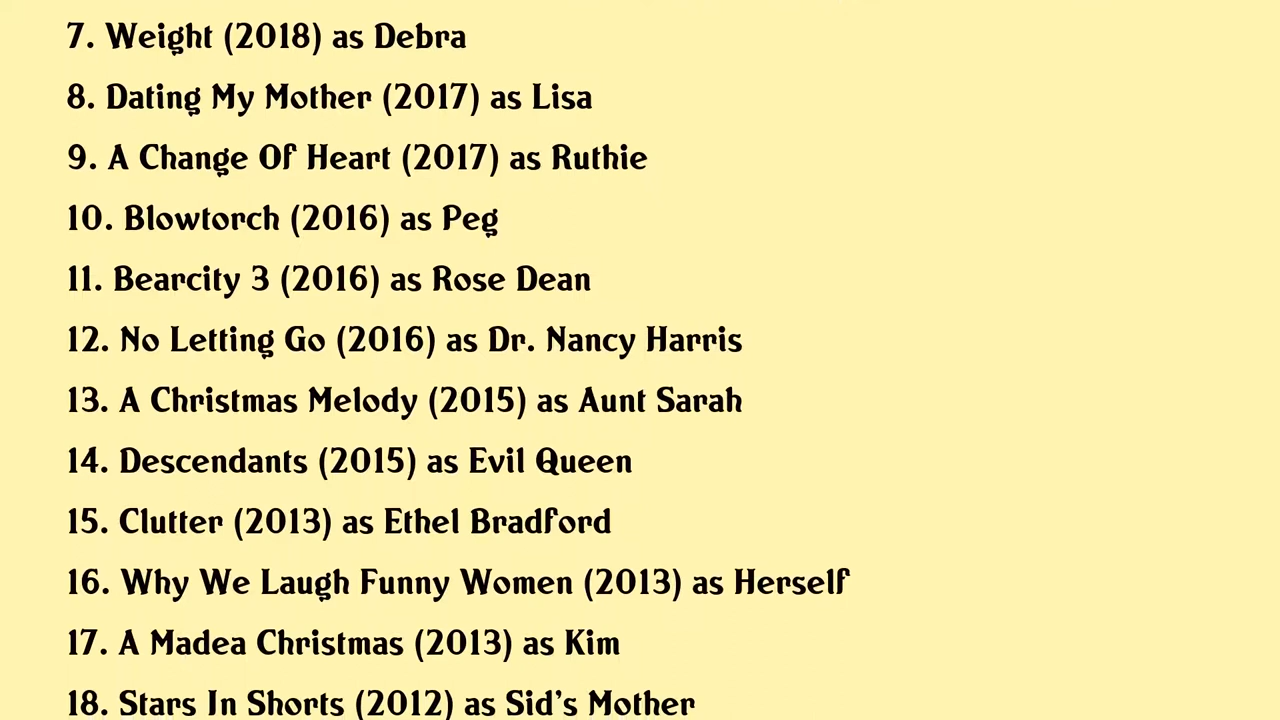 7. Weight (2018) as Debra
8. Dating My Mother (2017) as Lisa
9. A Change Of Heart (2017) as Ruthie
10. Blowtorch (2016) as Peg
11. Bearcity 3 (2016) as Rose Dean
12. No Letting Go (2016) as Dr. Nancy Harris
13. A Christmas Melody (2015) as Aunt Sarah
14. Descendants (2015) as Evil Queen
15. Clutter (2013) as Ethel Bradford
16. Why We Laugh Funny Women (2013) as Herself
17. A Madea Christmas (2013) as Kim
18. Stars In Shorts (2012) as Sid's Mother